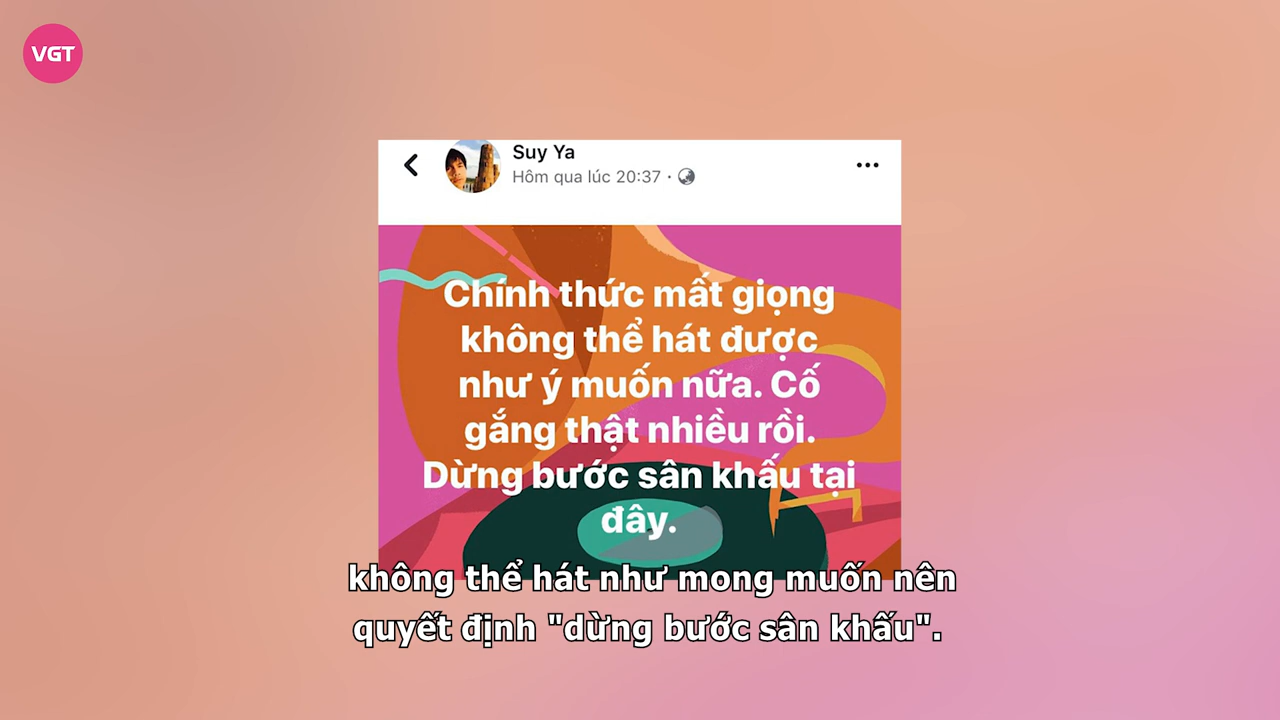 VGT
Suy Ya
Hôm qua lúc 20:37 ·
Chính thức mất giọng
không thể hát được
như ý muốn nữa. Cố
gắng thật nhiều rồi.
Dừng bước sân khấu tại
đây.
không thể hát như mong muốn nên
quyết định "dừng bước sân khấu".